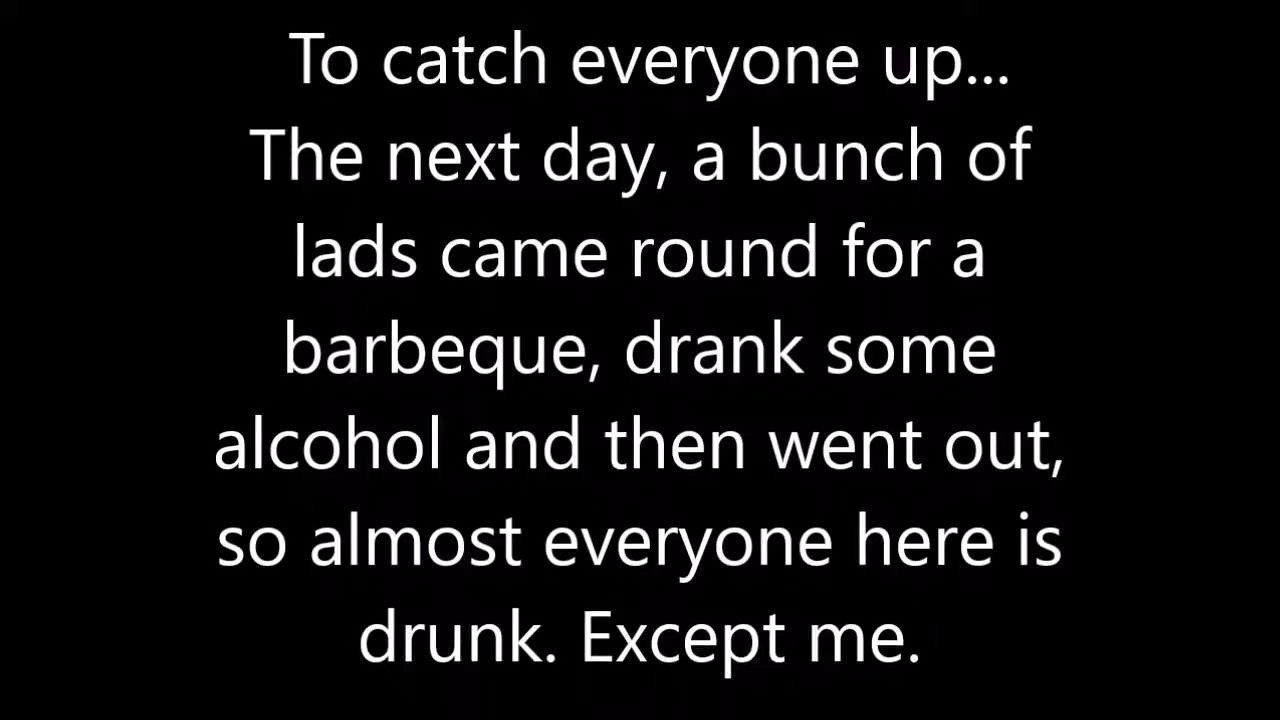 To catch everyone up...
The next day, a bunch of
lads came round for a
barbeque, drank some
alcohol and then went out,
so almost everyone here is
drunk. Except me.